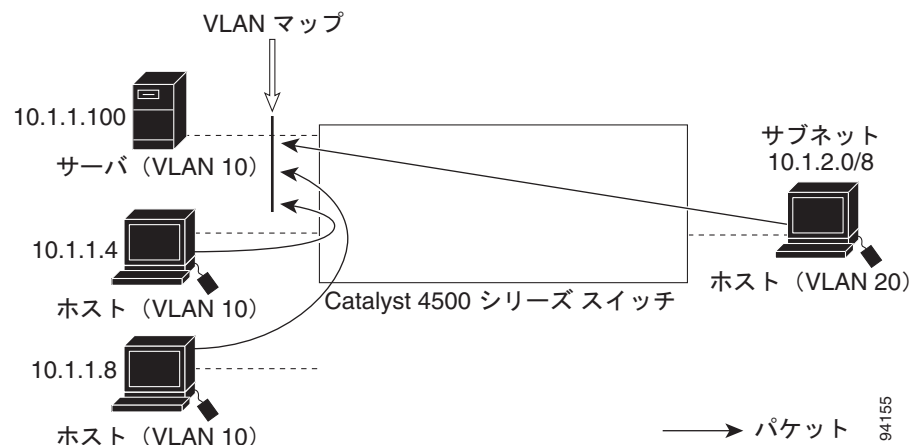 VLAN マップ
10.1.1.100
サーバ（VLAN 10）
サブネット
10.1.2.0/8
10.1.1.4
ホスト（VLAN 10）
ホスト（VLAN 20）
Catalyst 4500 シリーズ スイッチ
10.1.1.8
ホスト（VLAN 10）
パケット
94155